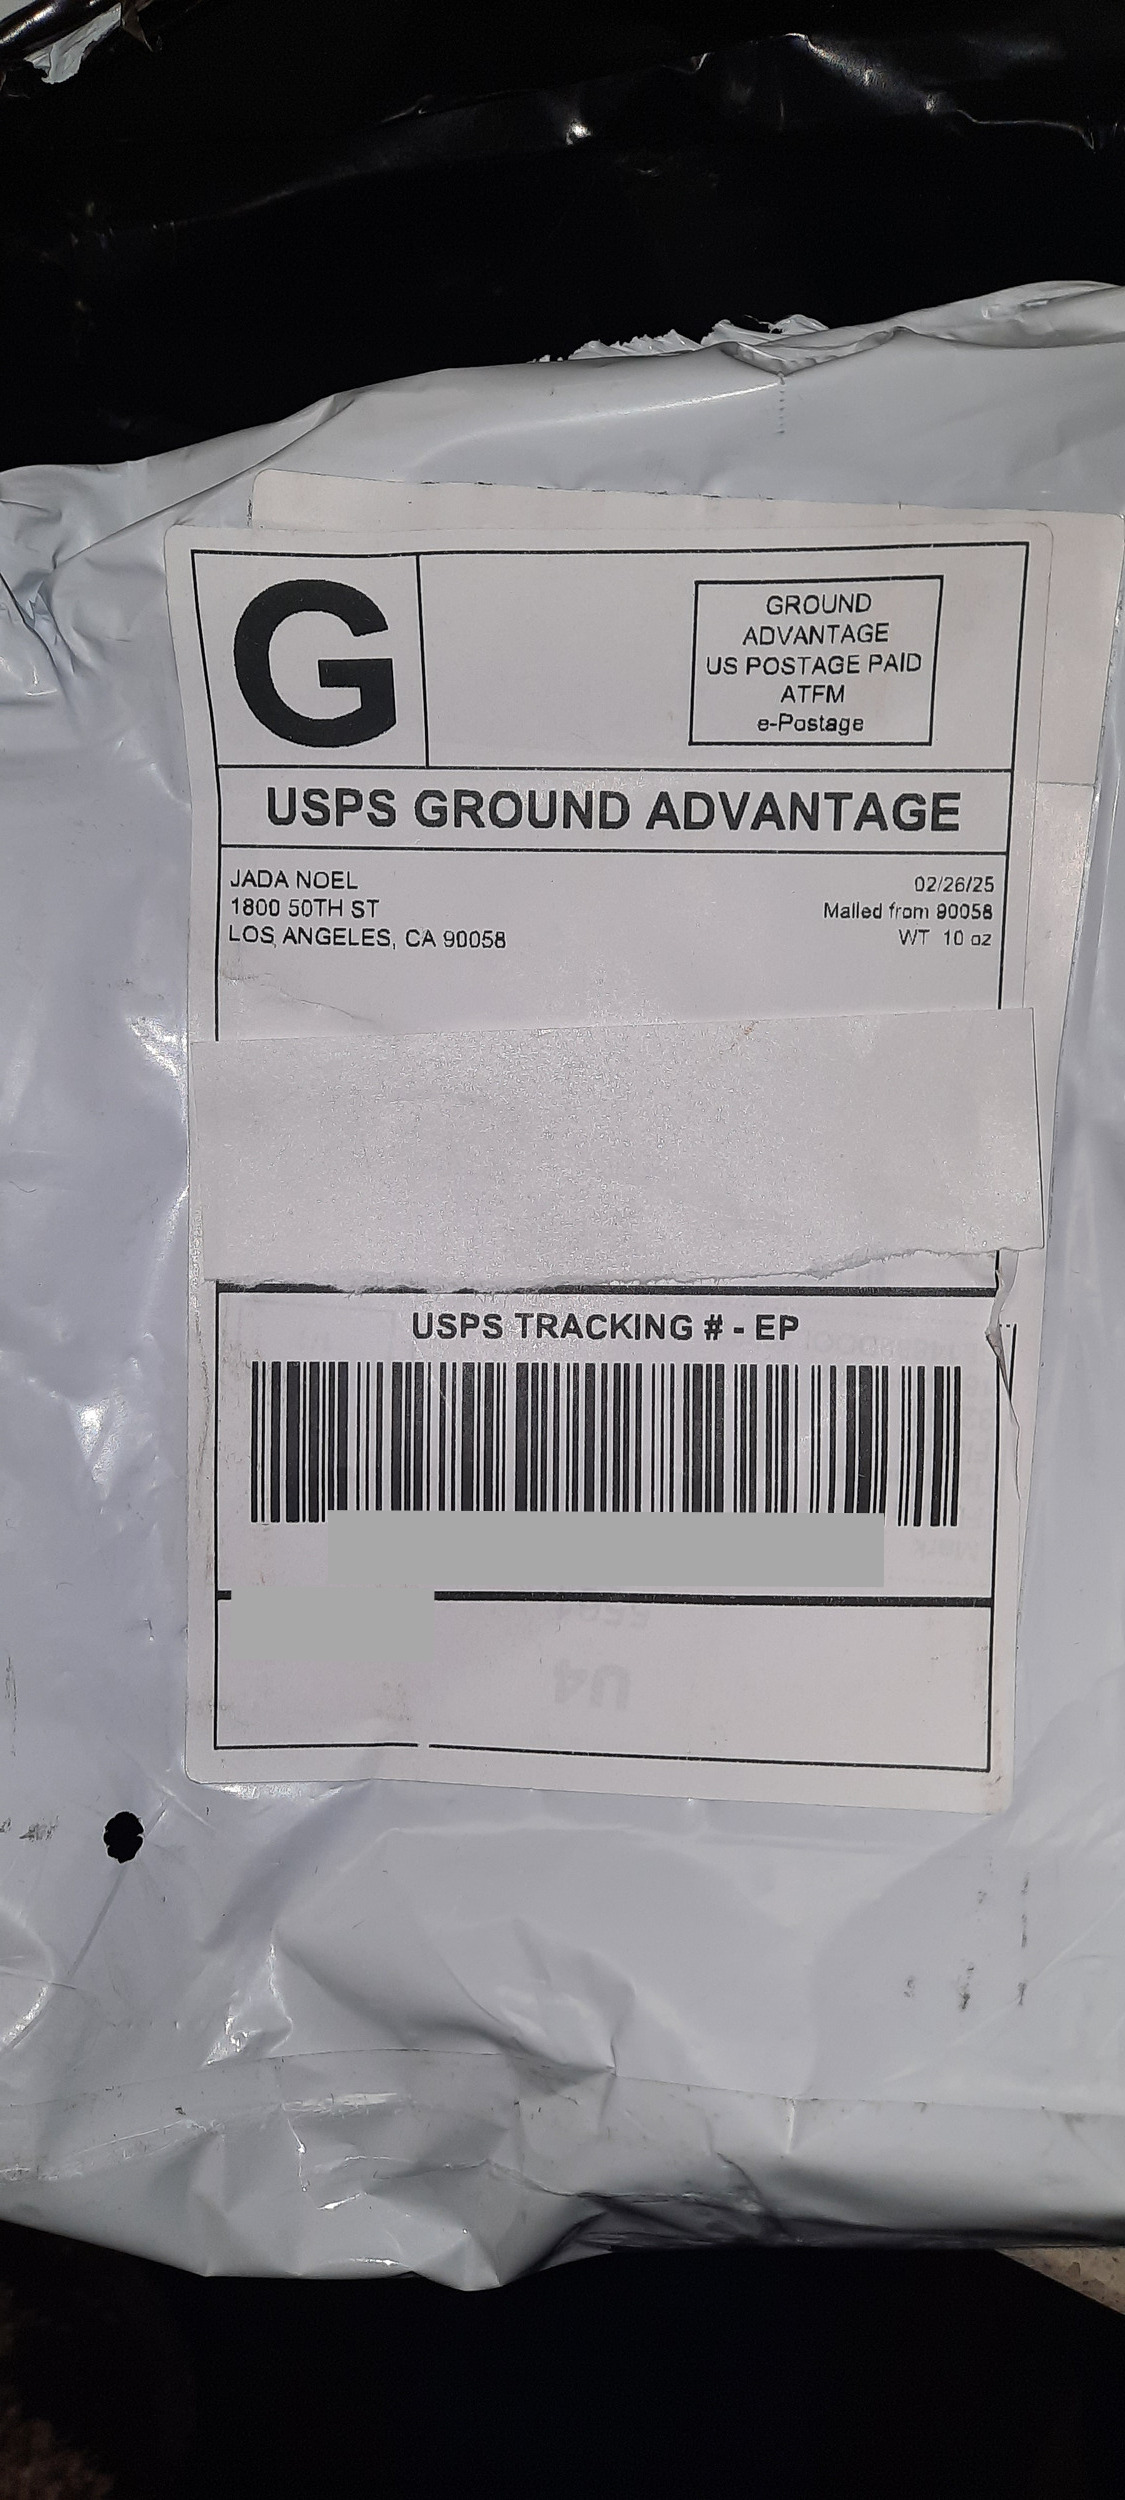 G
GROUND
ADVANTAGE
US POSTAGE PAID
ATFM
e-Postage
USPS GROUND ADVANTAGE
JADA NOEL
1800 50TH ST
LOS ANGELES, CA 90058
02/26/25
Mailed from 90058
WT 10 oz
USPS TRACKING # - EP